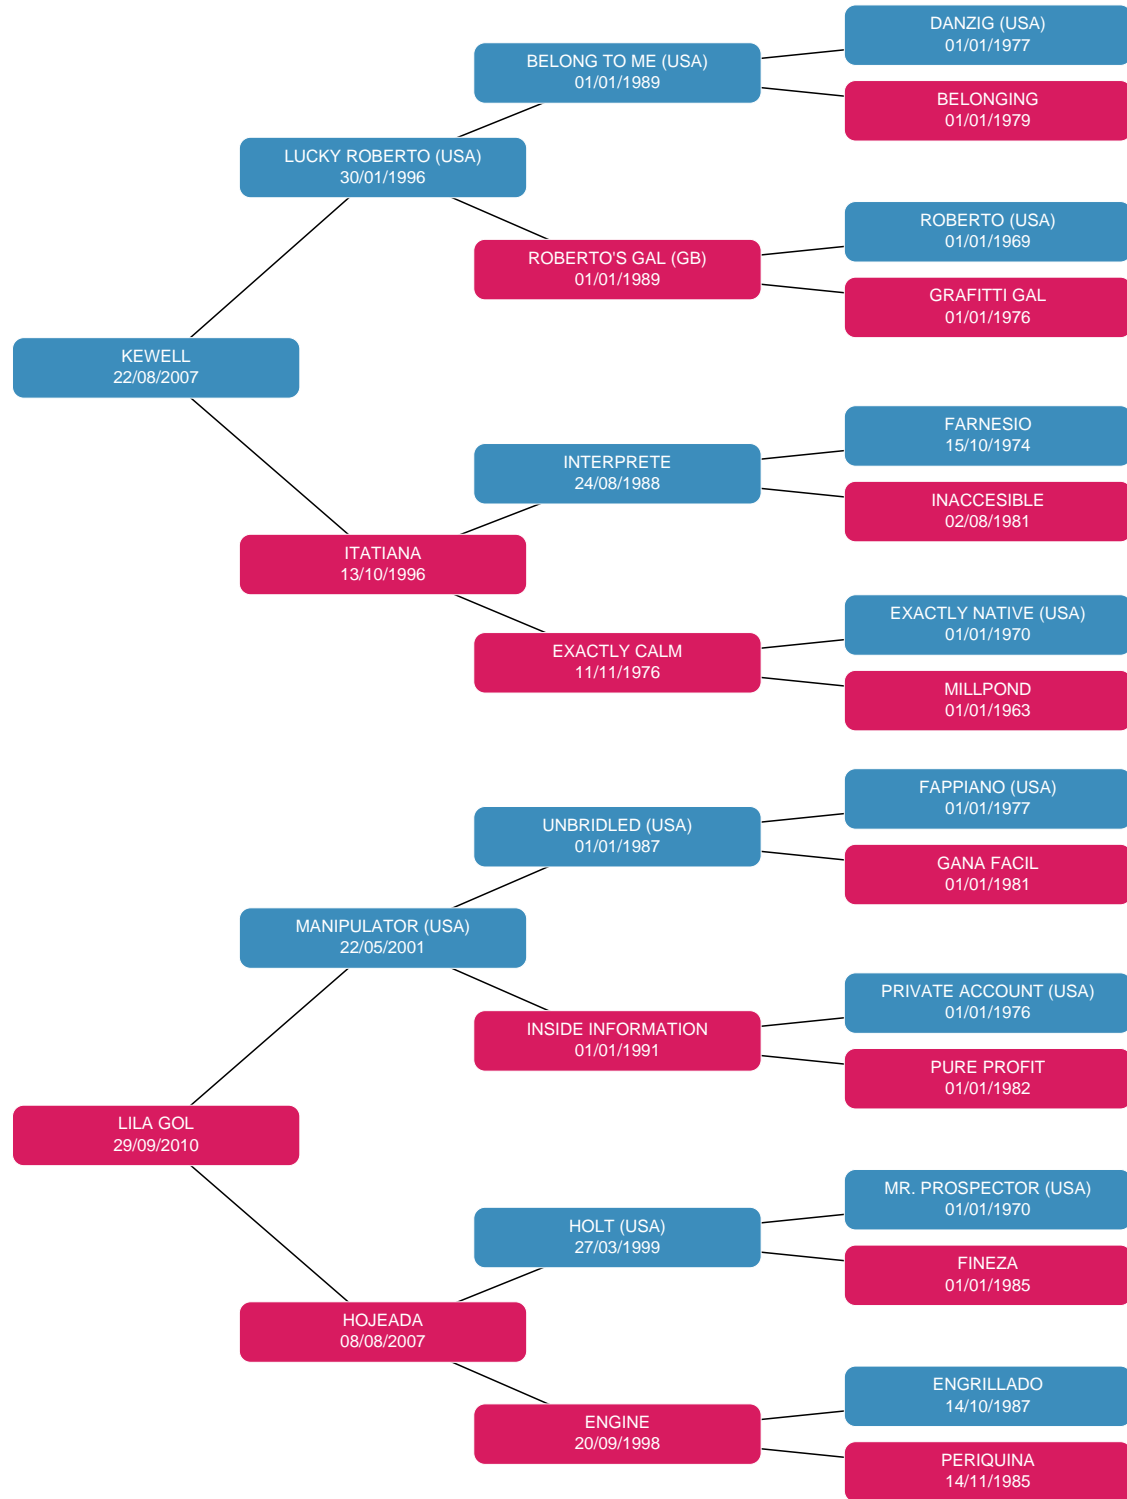 DANZIG (USA)
01/01/1977
BELONG TO ME (USA)
01/01/1989
BELONGING
01/01/1979
LUCKY ROBERTO (USA)
30/01/1996
ROBERTO (USA)
01/01/1969
ROBERTO'S GAL (GB)
01/01/1989
GRAFITTI GAL
01/01/1976
KEWELL
22/08/2007
FARNESIO
15/10/1974
INTERPRETE
24/08/1988
INACCESIBLE
02/08/1981
ITATIANA
13/10/1996
EXACTLY NATIVE (USA)
01/01/1970
EXACTLY CALM
11/11/1976
MILLPOND
01/01/1963
FAPPIANO (USA)
01/01/1977
UNBRIDLED (USA)
01/01/1987
GANA FACIL
01/01/1981
MANIPULATOR (USA)
22/05/2001
PRIVATE ACCOUNT (USA)
01/01/1976
INSIDE INFORMATION
01/01/1991
PURE PROFIT
01/01/1982
LILA GOL
29/09/2010
MR. PROSPECTOR (USA)
01/01/1970
HOLT (USA)
27/03/1999
FINEZA
01/01/1985
HOJEADA
08/08/2007
ENGRILLADO
14/10/1987
ENGINE
20/09/1998
PERIQUINA
14/11/1985